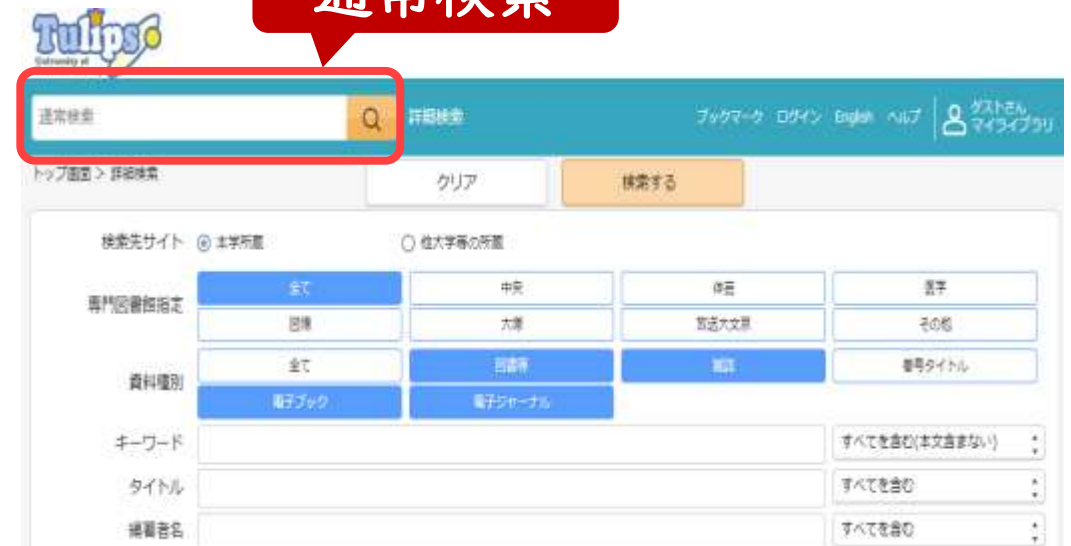 通常検索
Tulips
University of
通常検索
詳細検索
ブックマーク ログイン English ヘルプ
ゲストさん
マイライブラリ
トップ画面 > 詳細検索
クリア
検索する
検索先サイト
本学所蔵
他大学等の所蔵
専門図書館指定
全て
中央
体芸
医学
図情
大塚
放送大文京
その他
資料種別
全て
図書等
雑誌
巻号タイトル
電子ブック
電子ジャーナル
キーワード
すべてを含む(本文含まない)
タイトル
すべてを含む
編著者名
すべてを含む